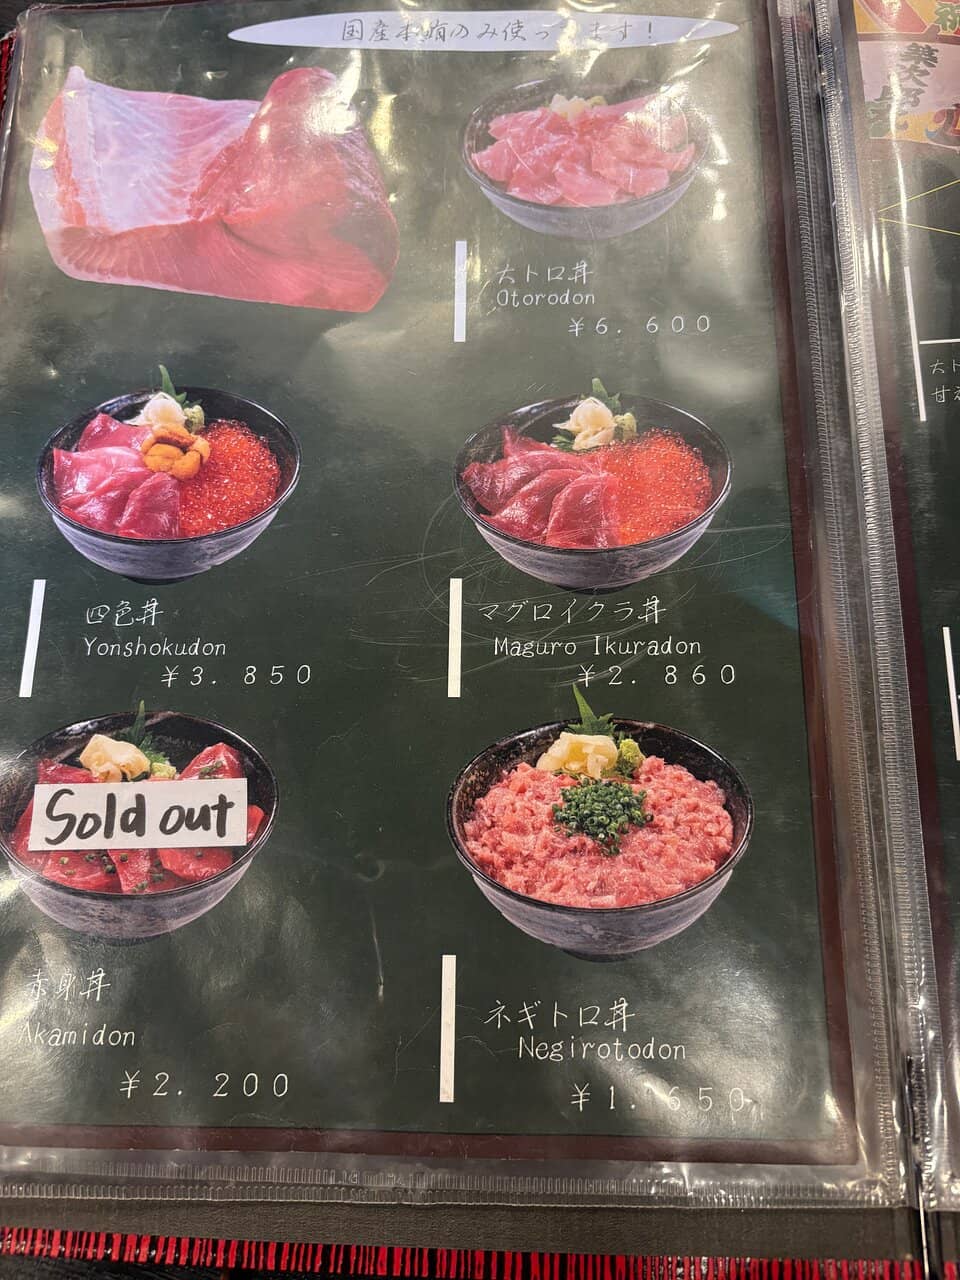 国産本鮪のみ使ってます！
大トロ丼
Otorodon
￥6．600
四色丼
Yonshokudon
￥3．850
マグロイクラ丼
Maguro Ikuradon
￥2．860
Sold out
赤身丼
Akamidon
￥2．200
ネギトロ丼
Negirotodon
￥1．650